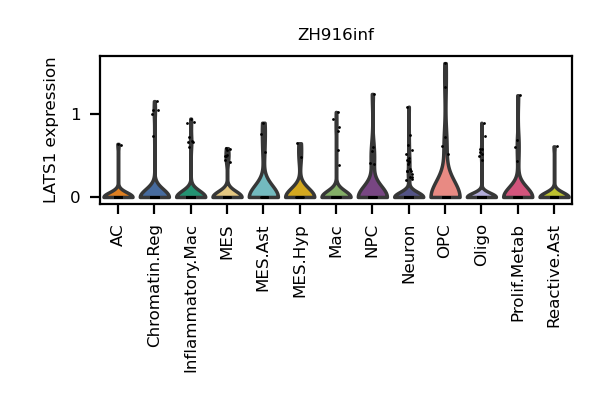 ZH916inf
LATS1 expression
1
0
AC
Chromatin.Reg
Inflammatory.Mac
MES
MES.Ast
MES.Hyp
Mac
NPC
Neuron
OPC
Oligo
Prolif.Metab
Reactive.Ast